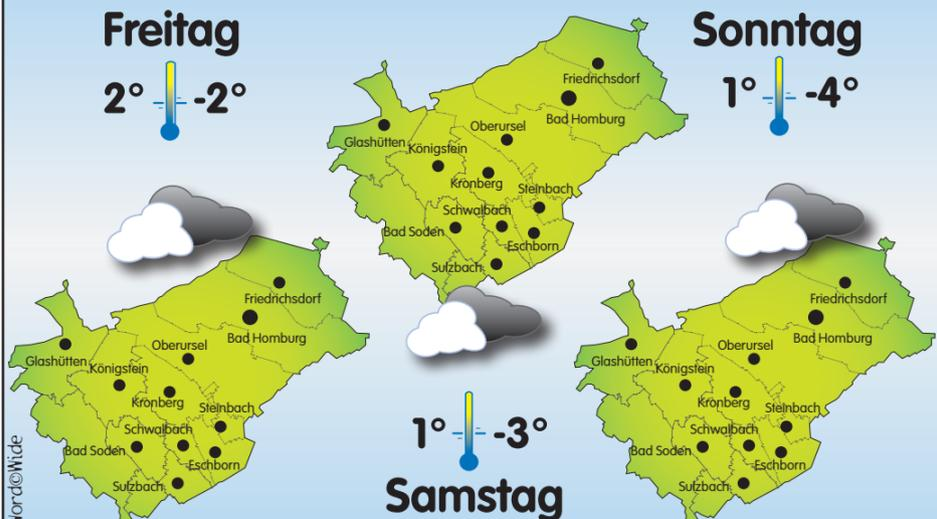 Freitag
2° -2°
Friedrichsdorf
Bad Homburg
Oberursel
Glashütten
Königstein
Kronberg
Steinbach
Schwalbach
Bad Soden
Eschborn
Sulzbach
Friedrichsdorf
Bad Homburg
Oberursel
Glashütten
Königstein
Kronberg
Steinbach
Schwalbach
Bad Soden
Eschborn
Sulzbach
1° -3°
Samstag
Sonntag
1° -4°
Friedrichsdorf
Bad Homburg
Oberursel
Glashütten
Königstein
Kronberg
Steinbach
Schwalbach
Bad Soden
Eschborn
Sulzbach
Nord©Wide